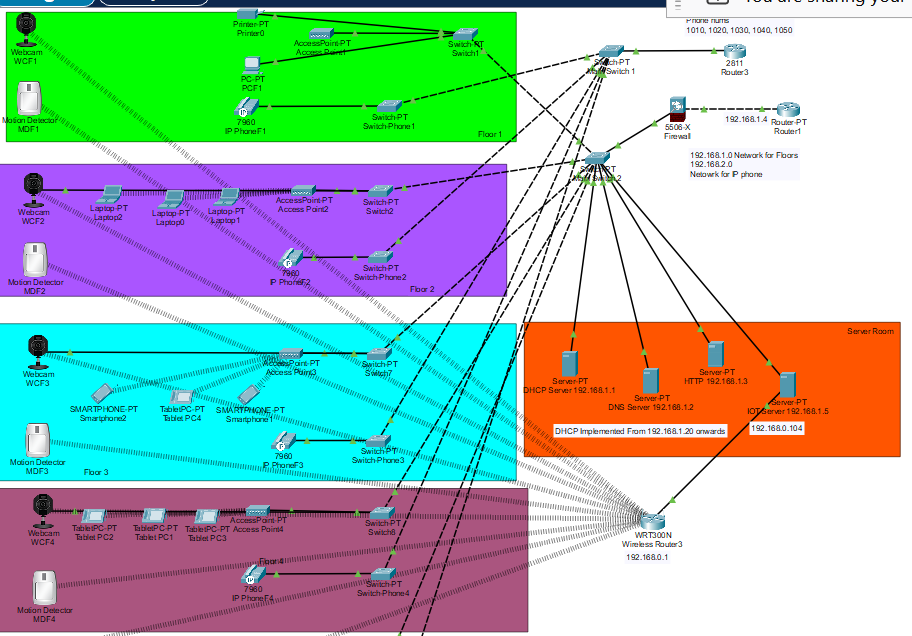 You are sharing your
Phone nums
1010, 1020, 1030, 1040, 1050
Webcam
WCF1
Printer-PT
Printer0
AccessPoint-PT
Switch-PT
Switch1
PC-PT
PCF1
Motion Detector
MDF1
7960
IP PhoneF1
Switch-PT
Switch-Phone1
Floor 1
Switch-PT
Main Switch 1
2811
Router3
5506-X
Firewall
192.168.1.4
Router-PT
Router1
192.168.1.0 Network for Floors
192.168.2.0
Netowrk for IP phone
Webcam
WCF2
Laptop-PT
Laptop2
Laptop-PT
Laptop0
Laptop-PT
Laptop1
AccessPoint-PT
Access Point2
Switch-PT
Switch2
Motion Detector
MDF2
7960
IP PhoneF2
Switch-PT
Switch-Phone2
Floor 2
Webcam
WCF3
AccessPoint-PT
Access Point3
Switch-PT
Switch7
SMARTPHONE-PT
Smartphone2
TabletPC-PT
Tablet PC4
SMARTPHONE-PT
Smartphone1
Motion Detector
MDF3
7960
IP PhoneF3
Switch-PT
Switch-Phone3
Floor 3
Server Room
Server-PT
DHCP Server 192.168.1.1
Server-PT
DNS Server 192.168.1.2
Server-PT
HTTP 192.168.1.3
Server-PT
IOT Server 192.168.1.5
192.168.0.104
DHCP Implemented From 192.168.1.20 onwards
Webcam
WCF4
TabletPC-PT
Tablet PC2
TabletPC-PT
Tablet PC1
TabletPC-PT
Tablet PC3
AccessPoint-PT
Access Point4
Switch-PT
Floor 4
Motion Detector
MDF4
7960
IP PhoneF4
Switch-PT
Switch-Phone4
WRT300N
Wireless Router3
192.168.0.1